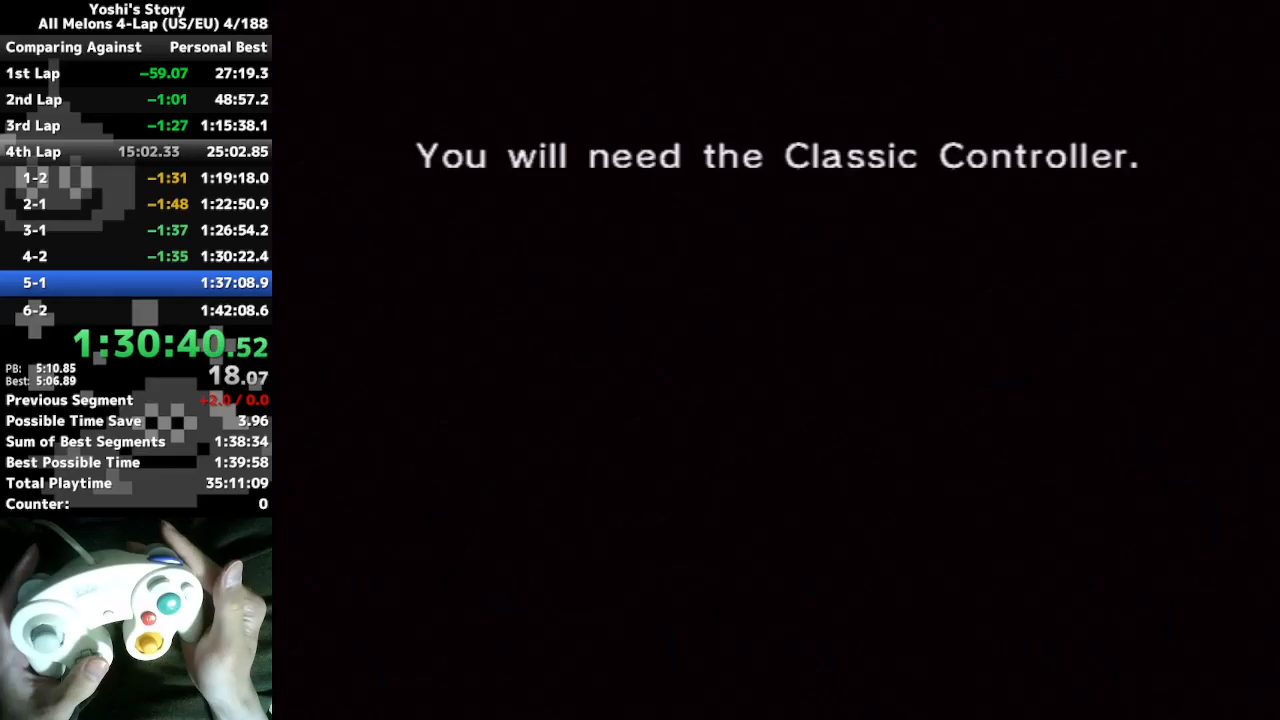 Yoshi's Story
All Melons 4-Lap (US/EU) 4/188
Comparing Against Personal Best
1st Lap −59.07 27:19.3
2nd Lap −1:01 48:57.2
3rd Lap −1:27 1:15:38.1
4th Lap 15:02.33 25:02.85
1-2 −1:31 1:19:18.0
2-1 −1:48 1:22:50.9
3-1 −1:37 1:26:54.2
4-2 −1:35 1:30:22.4
5-1 1:37:08.9
6-2 1:42:08.6
1:30:40.52
PB: 5:10.85
Best: 5:06.89
18.07
Previous Segment +2.0 / 0.0
Possible Time Save 3.96
Sum of Best Segments 1:38:34
Best Possible Time 1:39:58
Total Playtime 35:11:09
Counter: 0
You will need the Classic Controller.